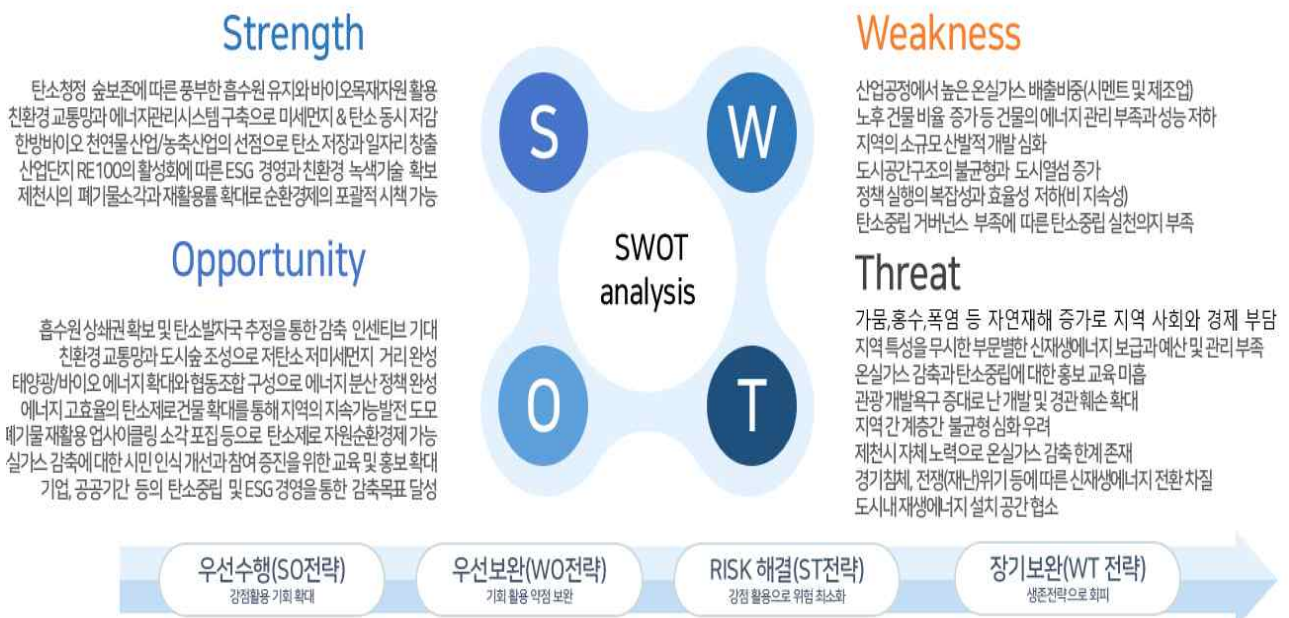 Strength
탄소청정 숲보존에 따른 풍부한 흡수원 유지와 바이오목재자원 활용
친환경 교통망과 에너지관리시스템 구축으로 미세먼지 & 탄소 동시 저감
한방바이오 천연물 산업/농축산업의 선점으로 탄소 저장과 일자리 창출
산업단지 RE100의 활성화에 따른 ESG 경영과 친환경 녹색기술 확보
제천시의 폐기물소각과 재활용률 확대로 순환경제의 포괄적 시책 가능
Opportunity
흡수원 상쇄권 확보 및 탄소발자국 추정을 통한 감축 인센티브 기대
친환경 교통망과 도시숲 조성으로 저탄소 저미세먼지 거리 완성
태양광/바이오 에너지 확대와 협동조합 구성으로 에너지 분산 정책 완성
에너지 고효율의 탄소제로건물 확대를 통해 지역의 지속가능발전 도모
폐기물 재활용 업사이클링 소각 포집 등으로 탄소제로 자원순환경제 가능
실가스 감축에 대한 시민 인식 개선과 참여 증진을 위한 교육 및 홍보 확대
기업, 공공기간 등의 탄소중립 및 ESG 경영을 통한 감축목표 달성
S
W
SWOT
analysis
O
T
Weakness
산업공정에서 높은 온실가스 배출비중(시멘트 및 제조업)
노후 건물 비율 증가 등 건물의 에너지 관리 부족과 성능 저하
지역의 소규모 산발적 개발 심화
도시공간구조의 불균형과 도시열섬 증가
정책 실행의 복잡성과 효율성 저하(비 지속성)
탄소중립 거버넌스 부족에 따른 탄소중립 실천의지 부족
Threat
가뭄,홍수,폭염 등 자연재해 증가로 지역 사회와 경제 부담
지역 특성을 무시한 부문별한 신재생에너지 보급과 예산 및 관리 부족
온실가스 감축과 탄소중립에 대한 홍보 교육 미흡
관광 개발욕구 증대로 난 개발 및 경관 훼손 확대
지역 간 계층간 불균형 심화 우려
제천시 자체 노력으로 온실가스 감축 한계 존재
경기침체, 전쟁(재난)위기 등에 따른 신재생에너지 전환 차질
도시내 재생에너지 설치 공간 협소
우선수행(SO전략)
강점활용 기회 확대
우선보완(WO전략)
기회 활용 약점 보완
RISK 해결(ST전략)
강점 활용으로 위험 최소화
장기보완(WT 전략)
생존전략으로 회피